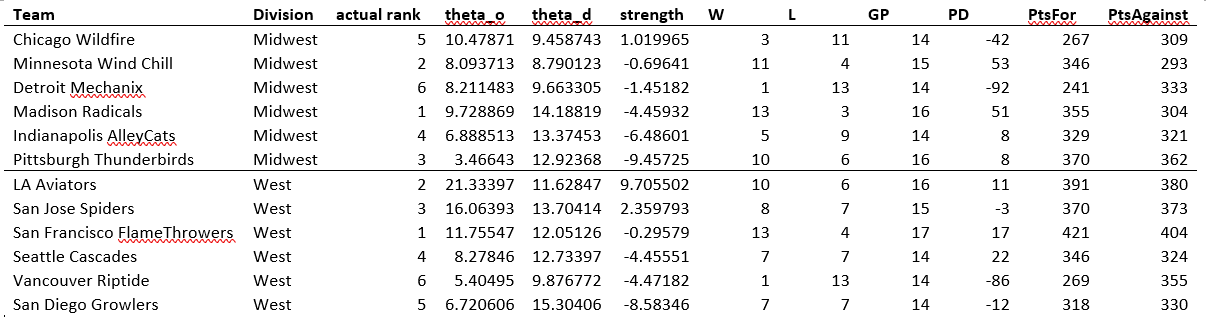 Team Division actual rank theta_o theta_d strength W L GP PD PtsFor PtsAgainst
Chicago Wildfire Midwest 5 10.47871 9.458743 1.019965 3 11 14 -42 267 309
Minnesota Wind Chill Midwest 2 8.093713 8.790123 -0.69641 11 4 15 53 346 293
Detroit Mechanix Midwest 6 8.211483 9.663305 -1.45182 1 13 14 -92 241 333
Madison Radicals Midwest 1 9.728869 14.18819 -4.45932 13 3 16 51 355 304
Indianapolis AlleyCats Midwest 4 6.888513 13.37453 -6.48601 5 9 14 8 329 321
Pittsburgh Thunderbirds Midwest 3 3.46643 12.92368 -9.45725 10 6 16 8 370 362
LA Aviators West 2 21.33397 11.62847 9.705502 10 6 16 11 391 380
San Jose Spiders West 3 16.06393 13.70414 2.359793 8 7 15 -3 370 373
San Francisco FlameThrowers West 1 11.75547 12.05126 -0.29579 13 4 17 17 421 404
Seattle Cascades West 4 8.27846 12.73397 -4.45551 7 7 14 22 346 324
Vancouver Riptide West 6 5.40495 9.876772 -4.47182 1 13 14 -86 269 355
San Diego Growlers West 5 6.720606 15.30406 -8.58346 7 7 14 -12 318 330